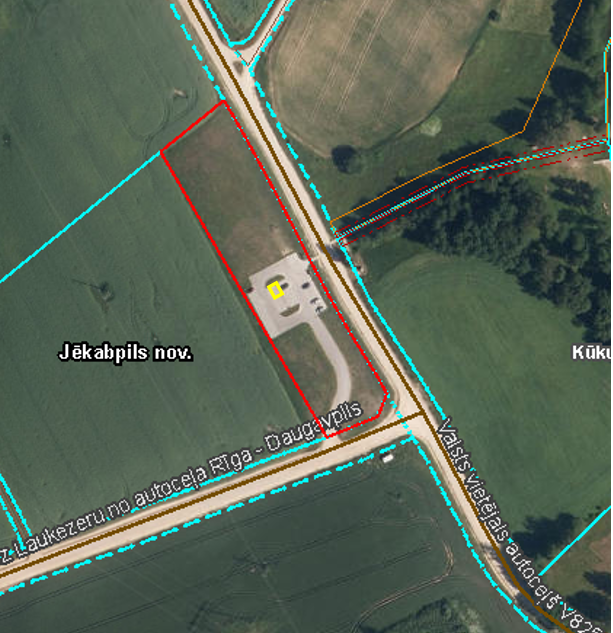 Jēkabpils nov.
Kūku
z Laukezeru no autoceļa Rīga - Daugavpils
Valsts vietējais autoceļš V82